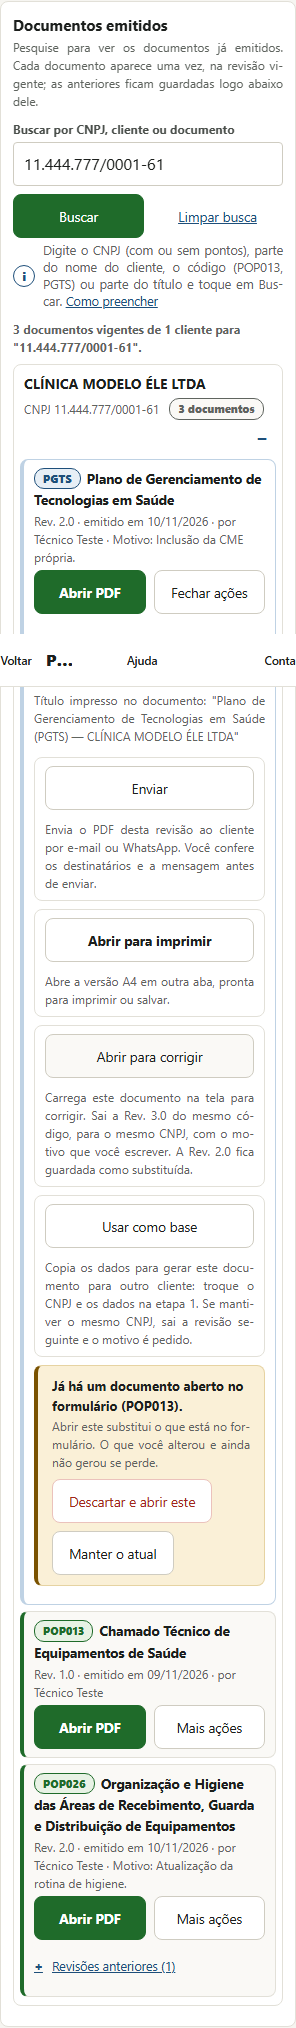 Documentos emitidos
Pesquise para ver os documentos já emitidos.
Cada documento aparece uma vez, na revisão vi-
gente; as anteriores ficam guardadas logo abaixo
dele.
Buscar por CNPJ, cliente ou documento
11.444.777/0001-61
Buscar
Limpar busca
i
Digite o CNPJ (com ou sem pontos), parte
do nome do cliente, o código (POP013,
PGTS) ou parte do título e toque em Bus-
car. Como preencher
3 documentos vigentes de 1 cliente para
"11.444.777/0001-61".
CLÍNICA MODELO ÉLE LTDA
CNPJ 11.444.777/0001-61 3 documentos
−
PGTS Plano de Gerenciamento de
Tecnologias em Saúde
Rev. 2.0 · emitido em 10/11/2026 · por
Técnico Teste · Motivo: Inclusão da CME
própria.
Abrir PDF
Fechar ações
Voltar P... Ajuda Conta
Título impresso no documento: "Plano de
Gerenciamento de Tecnologias em Saúde
(PGTS) — CLÍNICA MODELO ÉLE LTDA"
Enviar
Envia o PDF desta revisão ao cliente
por e-mail ou WhatsApp. Você confere
os destinatários e a mensagem antes
de enviar.
Abrir para imprimir
Abre a versão A4 em outra aba, pronta
para imprimir ou salvar.
Abrir para corrigir
Carrega este documento na tela para
corrigir. Sai a Rev. 3.0 do mesmo có-
digo, para o mesmo CNPJ, com o mo-
tivo que você escrever. A Rev. 2.0 fica
guardada como substituída.
Usar como base
Copia os dados para gerar este docu-
mento para outro cliente: troque o
CNPJ e os dados na etapa 1. Se manti-
ver o mesmo CNPJ, sai a revisão se-
guinte e o motivo é pedido.
Já há um documento aberto no
formulário (POP013).
Abrir este substitui o que está no for-
mulário. O que você alterou e ainda
não gerou se perde.
Descartar e abrir este
Manter o atual
POP013 Chamado Técnico de
Equipamentos de Saúde
Rev. 1.0 · emitido em 09/11/2026 · por
Técnico Teste
Abrir PDF
Mais ações
POP026 Organização e Higiene
das Áreas de Recebimento, Guarda
e Distribuição de Equipamentos
Rev. 2.0 · emitido em 10/11/2026 · por
Técnico Teste · Motivo: Atualização da
rotina de higiene.
Abrir PDF
Mais ações
+ Revisões anteriores (1)